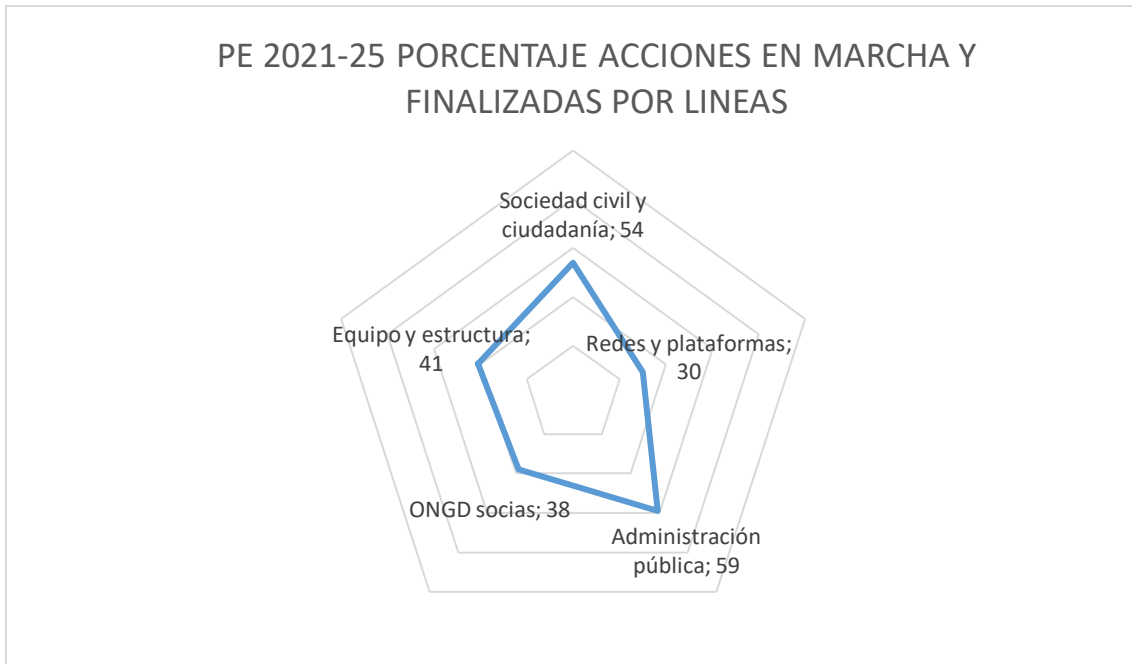 PE 2021-25 PORCENTAJE ACCIONES EN MARCHA Y
FINALIZADAS POR LINEAS
Sociedad civil y
ciudadanía; 54
Redes y plataformas;
30
Administración
pública; 59
ONGD socias; 38
Equipo y estructura;
41